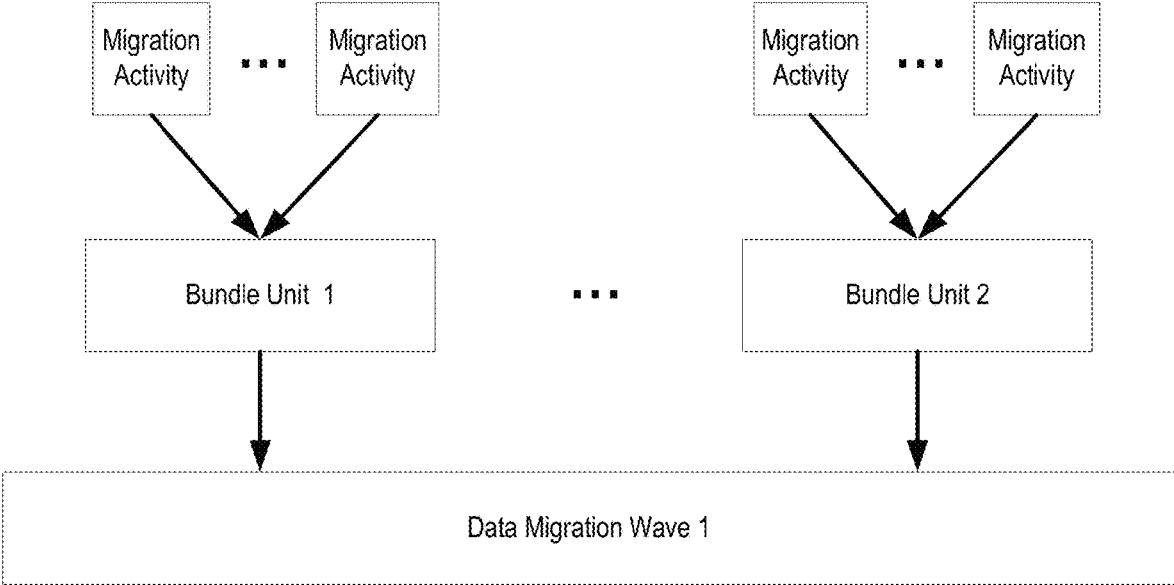 Migration
Activity
...
Migration
Activity
Migration
Activity
...
Migration
Activity
Bundle Unit 1
...
Bundle Unit 2
Data Migration Wave 1